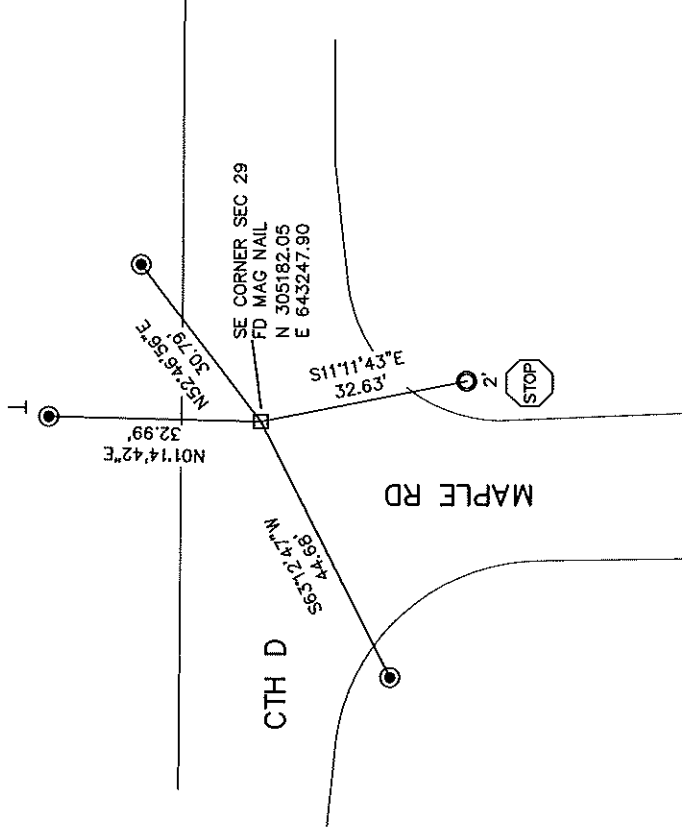 N52°46'56"E
30.79'
N01°14'42"E
32.99'
SE CORNER SEC 29
FD MAG NAIL
N 305182.05
E 643247.90
S11°11'43"E
32.63'
2'
STOP
S63°12'47"W
44.68'
CTH D
MAPLE RD